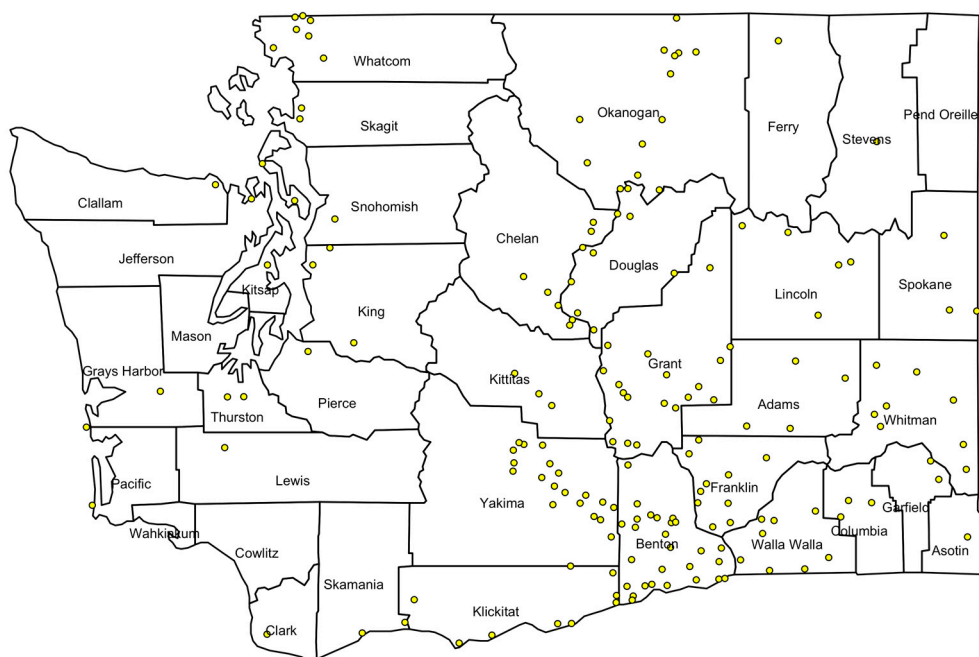 Whatcom
Okanogan
Pend Oreille
Skagit
Ferry
Stevens
Clallam
Snohomish
Chelan
Jefferson
Douglas
Kitsap
Lincoln
Spokane
King
Mason
Grays Harbor
Kittitas
Grant
Pierce
Adams
Thurston
Whitman
Pacific
Lewis
Yakima
Franklin
Garfield
Wahkiakum
Columbia
Cowlitz
Benton
Walla Walla
Asotin
Skamania
Klickitat
Clark